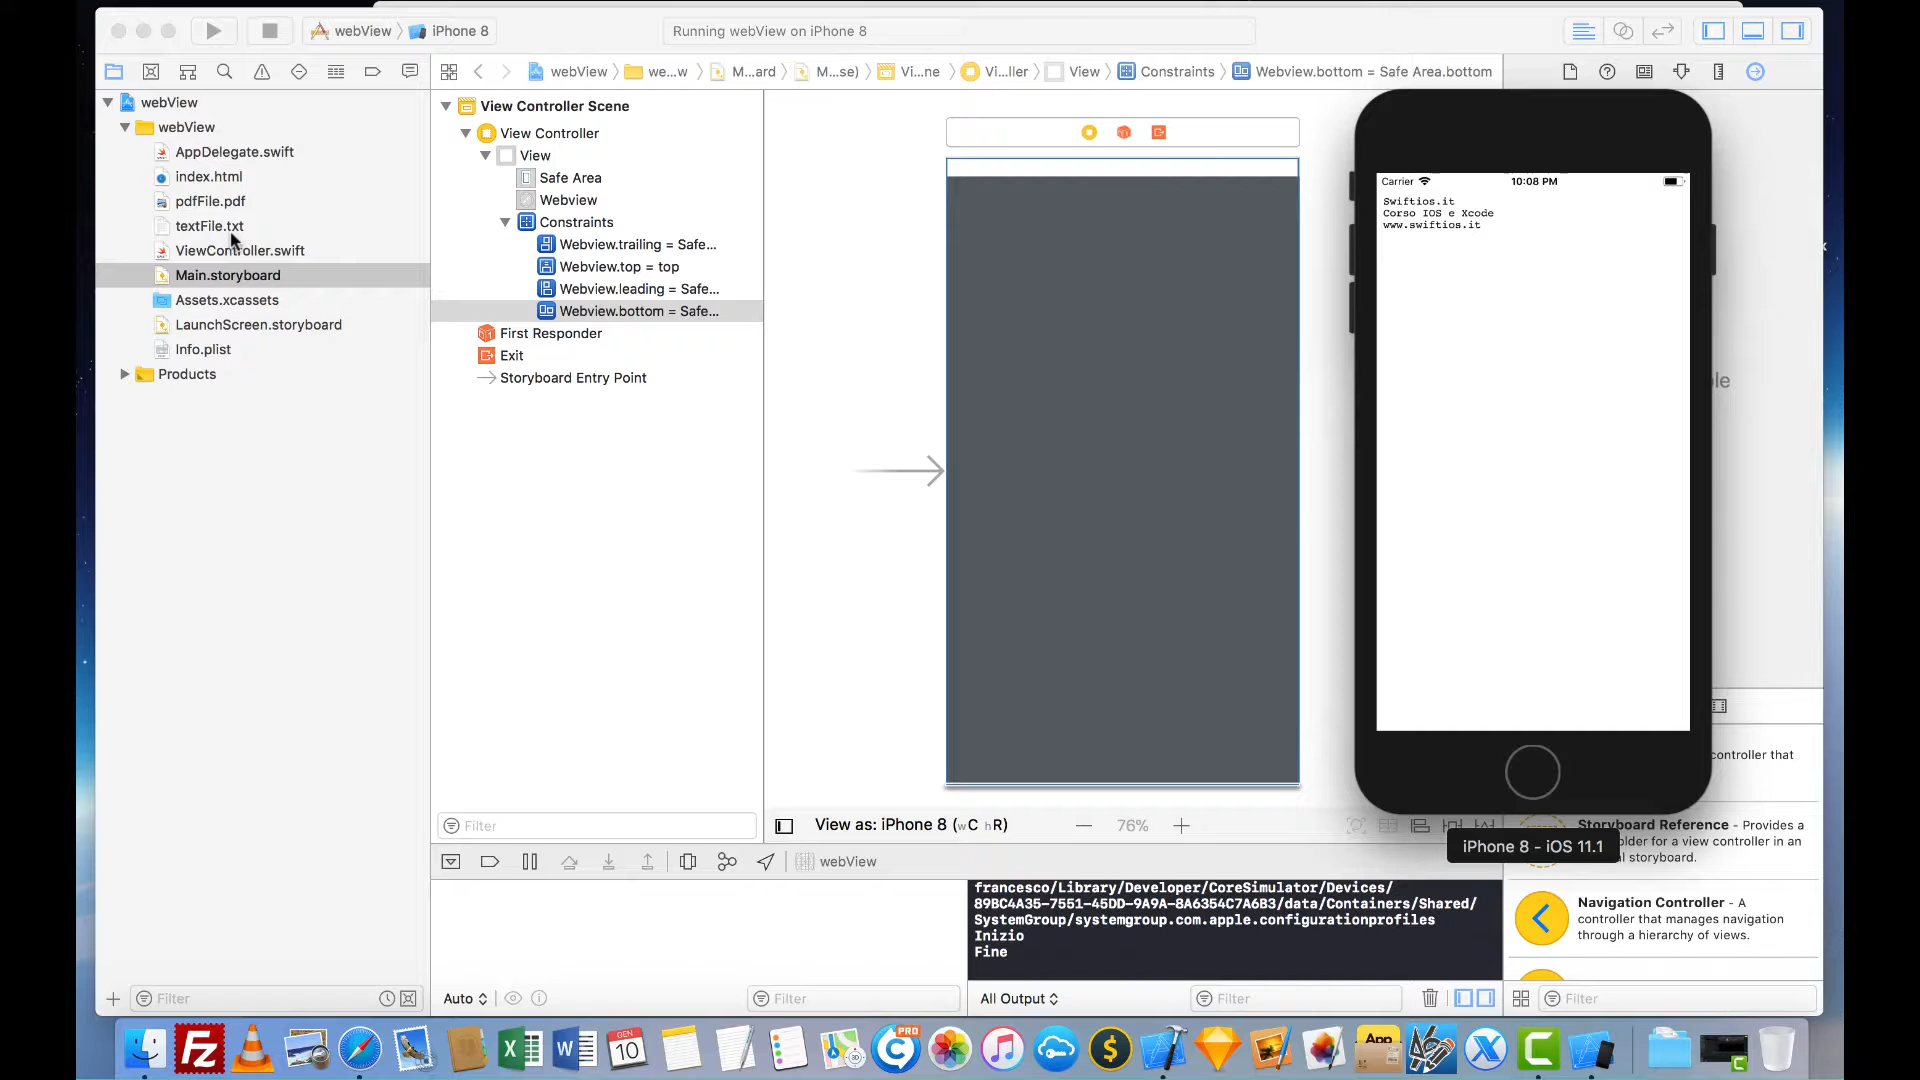 webView
iPhone 8
Running webView on iPhone 8
webView
we...w
M...ard
M...se)
Vi...ne
Vi...ller
View
Constraints
Webview.bottom = Safe Area.bottom
webView
webView
AppDelegate.swift
index.html
pdfFile.pdf
textFile.txt
ViewController.swift
Main.storyboard
Assets.xcassets
LaunchScreen.storyboard
Info.plist
Products
View Controller Scene
View Controller
View
Safe Area
Webview
Constraints
Webview.trailing = Safe...
Webview.top = top
Webview.leading = Safe...
Webview.bottom = Safe...
First Responder
Exit
Storyboard Entry Point
Carrier
10:08 PM
Swiftios.it
Corso IOS e Xcode
www.swiftios.it
iPhone 8 - iOS 11.1
Filter
View as: iPhone 8 (wC hR)
76%
webView
francesco/Library/Developer/CoreSimulator/Devices/
89BC4A35-7551-45DD-9A9A-8A6354C7A6B3/data/Containers/Shared/
SystemGroup/systemgroup.com.apple.configurationprofiles
Inizio
Fine
controller that
Storyboard Reference - Provides a
older for a view controller in an
al storyboard.
Navigation Controller - A
controller that manages navigation
through a hierarchy of views.
Filter
Auto
Filter
All Output
Filter
Filter
Fz
GEN
10
PRO
App